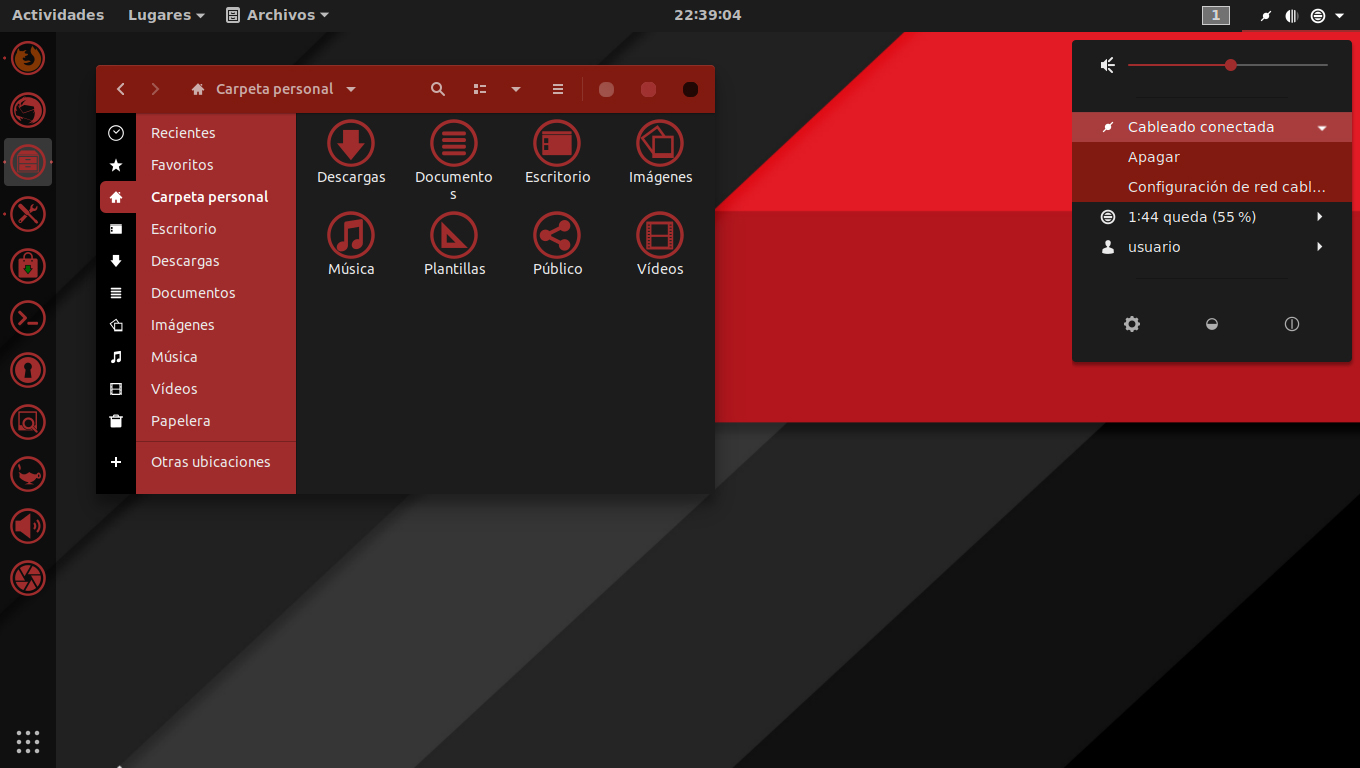 Actividades Lugares Archivos 22:39:04 1
Carpeta personal
Recientes
Favoritos
Carpeta personal
Escritorio
Descargas
Documentos
Imágenes
Música
Vídeos
Papelera
Otras ubicaciones
Descargas Documento Escritorio Imágenes
s
Música Plantillas Público Vídeos
Cableado conectada
Apagar
Configuración de red cabl...
1:44 queda (55 %)
usuario